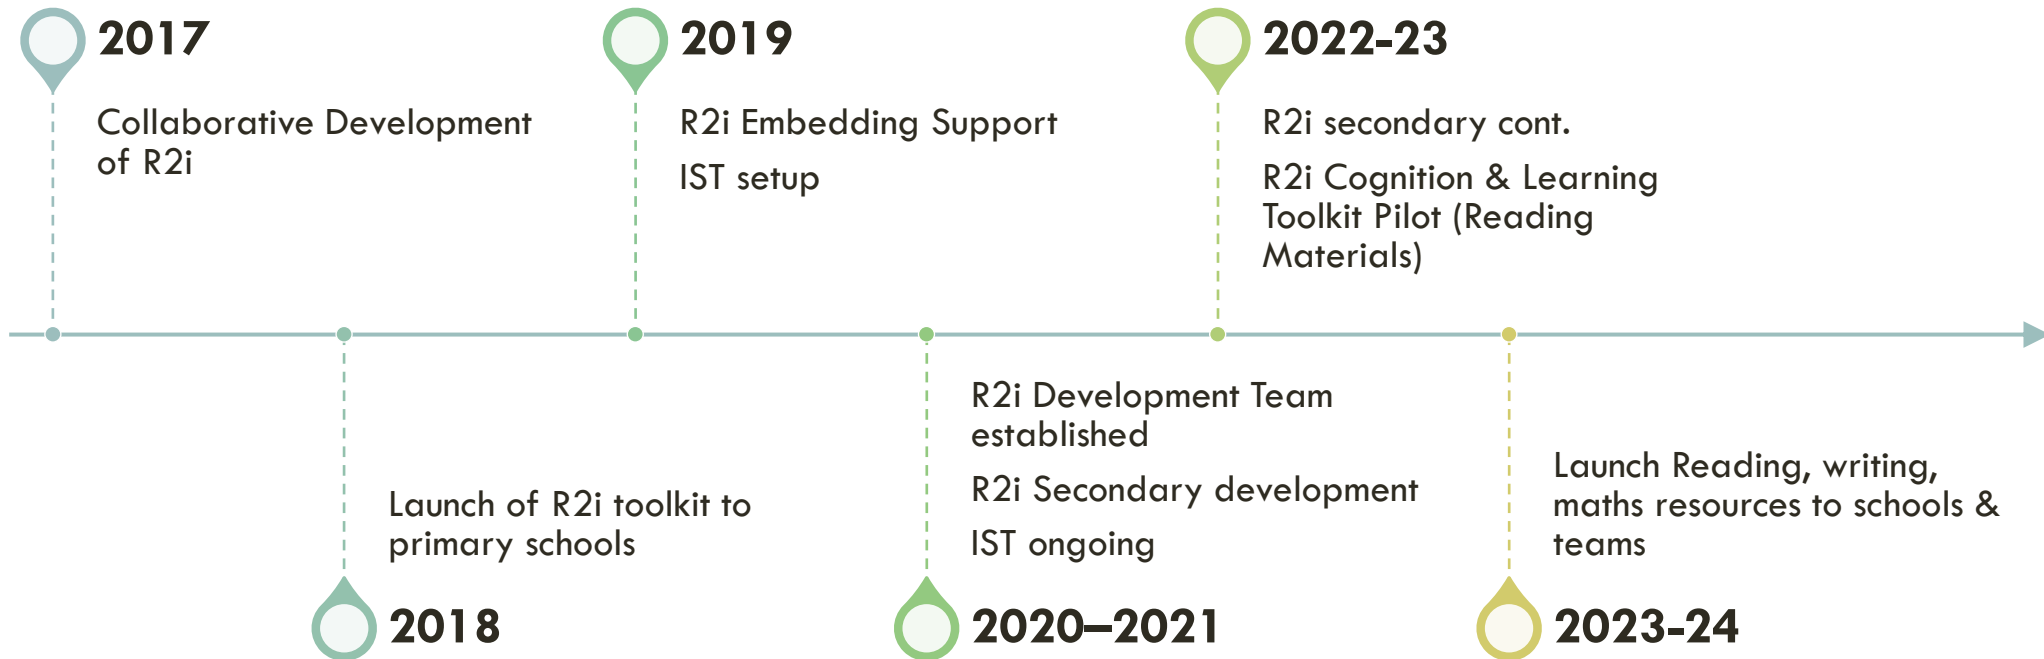 2017
Collaborative Development
of R2i
2018
Launch of R2i toolkit to
primary schools
2019
R2i Embedding Support
IST setup
2020–2021
R2i Development Team
established
R2i Secondary development
IST ongoing
2022-23
R2i secondary cont.
R2i Cognition & Learning
Toolkit Pilot (Reading
Materials)
2023-24
Launch Reading, writing,
maths resources to schools &
teams